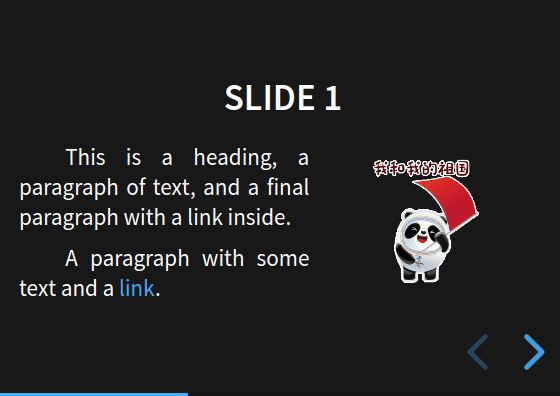 SLIDE 1
This is a heading, a
paragraph of text, and a final
paragraph with a link inside.
A paragraph with some
text and a link.
我和我的祖国